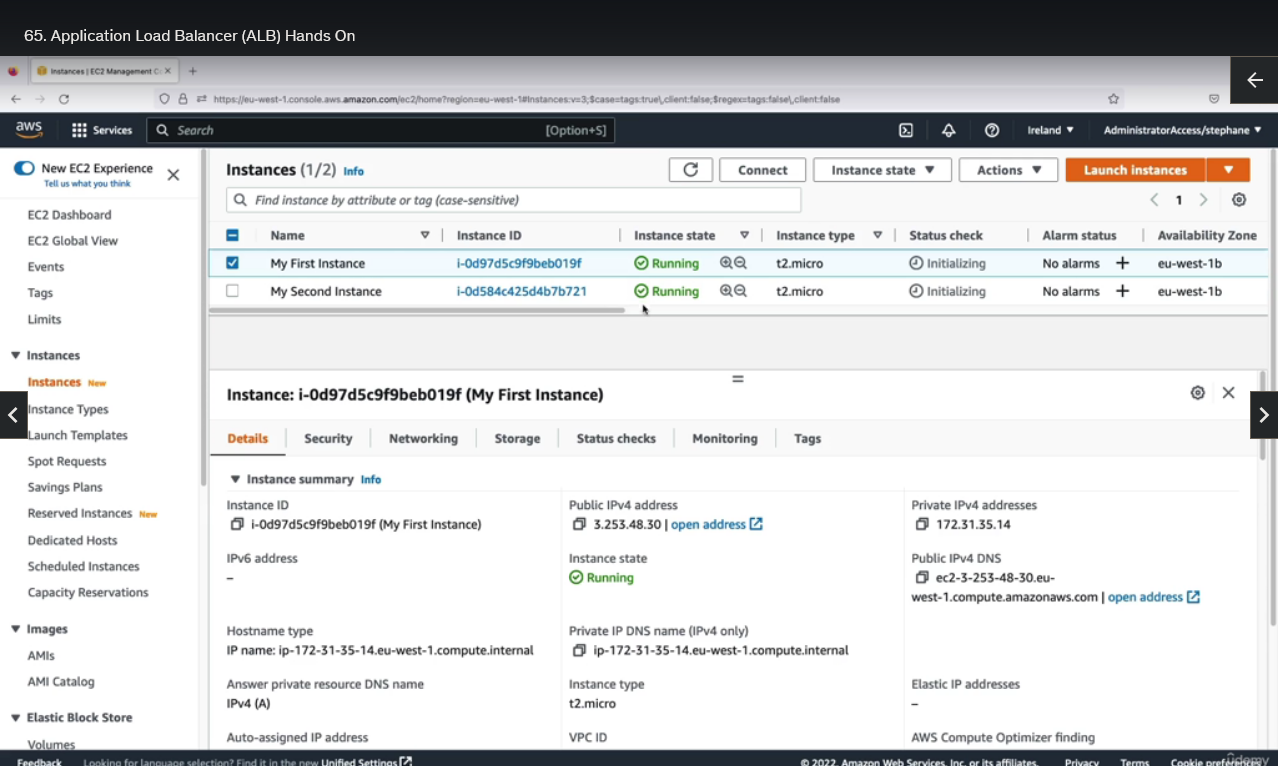 65. Application Load Balancer (ALB) Hands On
Instances | EC2 Management Co
https://eu-west-1.console.aws.amazon.com/ec2/home?region=eu-west-1#Instances:v=3;$case=tags:true\,client:false;$regex=tags:false\,client:false
aws Services Search [Option+S] Ireland AdministratorAccess/stephane
New EC2 Experience
Tell us what you think
EC2 Dashboard
EC2 Global View
Events
Tags
Limits
Instances
Instances New
Instance Types
Launch Templates
Spot Requests
Savings Plans
Reserved Instances New
Dedicated Hosts
Scheduled Instances
Capacity Reservations
Images
AMIs
AMI Catalog
Elastic Block Store
Volumes
Instances (1/2) Info Connect Instance state Actions Launch instances
Find instance by attribute or tag (case-sensitive) 1
Name Instance ID Instance state Instance type Status check Alarm status Availability Zone
My First Instance i-0d97d5c9f9beb019f Running t2.micro Initializing No alarms eu-west-1b
My Second Instance i-0d584c425d4b7b721 Running t2.micro Initializing No alarms eu-west-1b
Instance: i-0d97d5c9f9beb019f (My First Instance)
Details Security Networking Storage Status checks Monitoring Tags
Instance summary Info
Instance ID
i-0d97d5c9f9beb019f (My First Instance)
Public IPv4 address
3.253.48.30 | open address
Private IPv4 addresses
172.31.35.14
IPv6 address
–
Instance state
Running
Public IPv4 DNS
ec2-3-253-48-30.eu-
west-1.compute.amazonaws.com | open address
Hostname type
IP name: ip-172-31-35-14.eu-west-1.compute.internal
Private IP DNS name (IPv4 only)
ip-172-31-35-14.eu-west-1.compute.internal
Answer private resource DNS name
IPv4 (A)
Instance type
t2.micro
Elastic IP addresses
–
Auto-assigned IP address
VPC ID
AWS Compute Optimizer finding
Feedback Looking for language selection? Find it in the new Unified Settings © 2022, Amazon Web Services, Inc. or its affiliates. Privacy Terms Cookie preferences
udemy